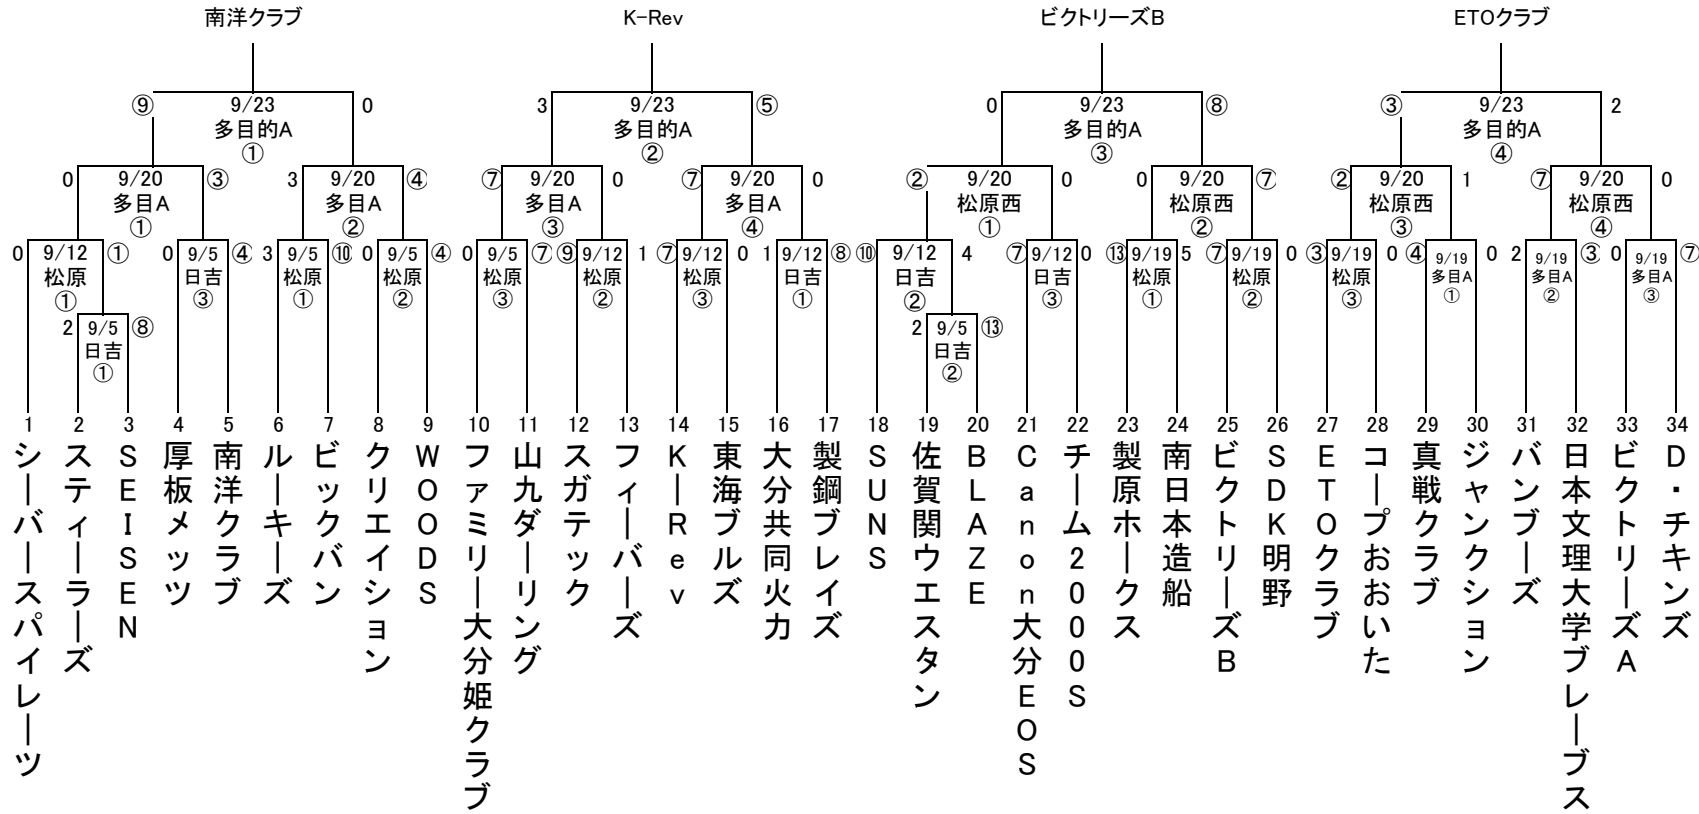 南洋クラブ K-Rev ビクトリーズB ETOクラブ
⑨ 9/23 0 3 9/23 ⑤ 0 9/23 ⑧ ③ 9/23 2
多目的A 多目的A 多目的A 多目的A
① ② ③ ④
0 9/20 ③ 3 9/20 ④ ⑦ 9/20 0 ⑦ 9/20 0 ② 9/20 0 0 9/20 ⑦ ② 9/20 1 ⑦ 9/20 0
多目A 多目A 多目A 多目A 松原西 松原西 松原西 松原西
① ② ③ ④ ① ② ③ ④
0 9/12 ① 0 9/5 ④ 3 9/5 ⑩ 0 9/5 ④ 0 9/5 ⑦ ⑨ 9/12 1 ⑦ 9/12 0 1 9/12 ⑧ ⑩ 9/12 4 ⑦ 9/12 0 ⑬ 9/19 5 ⑦ 9/19 0 ③ 9/19 0 ④ 9/19 0 2 9/19 ③ 0 9/19 ⑦
松原 日吉 松原 松原 松原 松原 松原 日吉 日吉 日吉 松原 松原 松原 多目A 多目A 多目A
① ③ ① ② ③ ② ③ ① ② ③ ① ② ③ ① ② ③
2 9/5 ⑧ 2 9/5 ⑬
日吉 日吉
① ②
1 シーバースパイレーツ
2 スティーラーズ
3 SEISEN
4 厚板メッツ
5 南洋クラブ
6 ルーキーズ
7 ビックバン
8 クリエイション
9 WOODS
10 ファミリー大分姫クラブ
11 山九ダーリング
12 スガテック
13 フィーバーズ
14 K-Rev
15 東海ブルズ
16 大分共同火力
17 製鋼ブレイズ
18 SUNS
19 佐賀関ウエスタン
20 BLAZE
21 Canon大分EOS
22 チーム2000S
23 製原ホークス
24 南日本造船
25 ビクトリーズB
26 SDK明野
27 ETOクラブ
28 コープおおいた
29 真戦クラブ
30 ジャンクション
31 バンブーズ
32 日本文理大学ブレーブス
33 ビクトリーズA
34 D・チキンズ